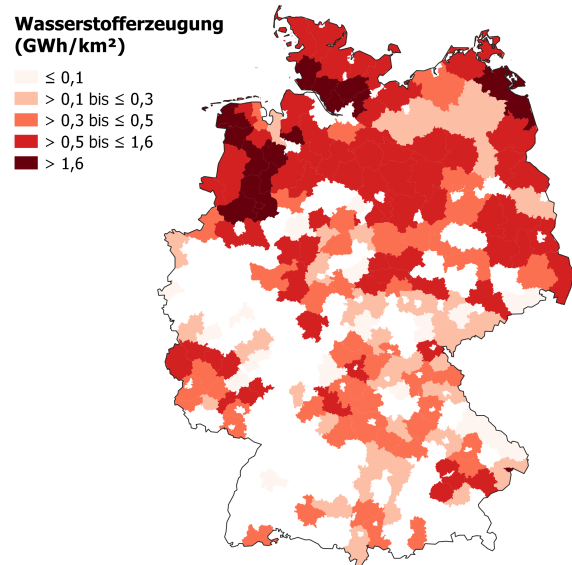 Wasserstofferzeugung
(GWh/km²)
≤ 0,1
> 0,1 bis ≤ 0,3
> 0,3 bis ≤ 0,5
> 0,5 bis ≤ 1,6
> 1,6